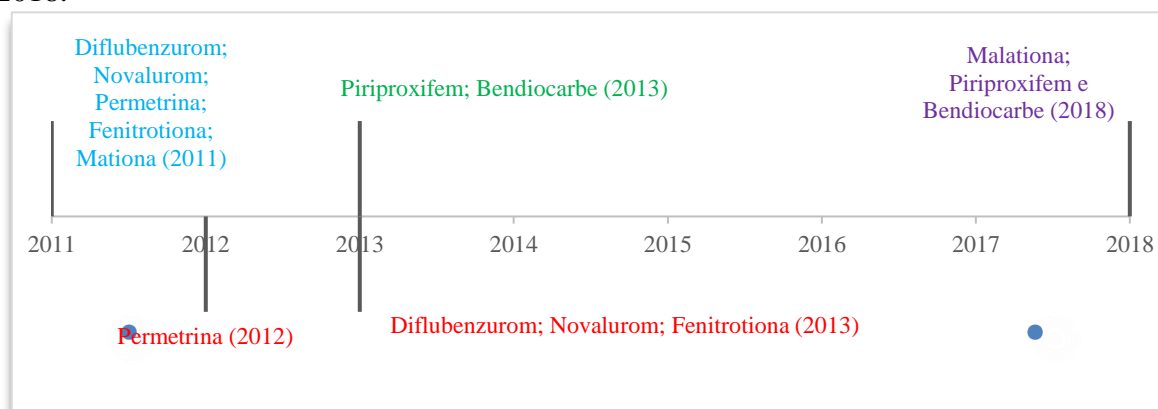 2018.
Diflubenzurom;
Novalurom;
Permetrina;
Fenitrotiona;
Mationa (2011)
Piriproxifem; Bendiocarbe (2013)
Malationa;
Piriproxifem e
Bendiocarbe (2018)
2011 2012 2013 2014 2015 2016 2017 2018
Permetrina (2012)
Diflubenzurom; Novalurom; Fenitrotiona (2013)